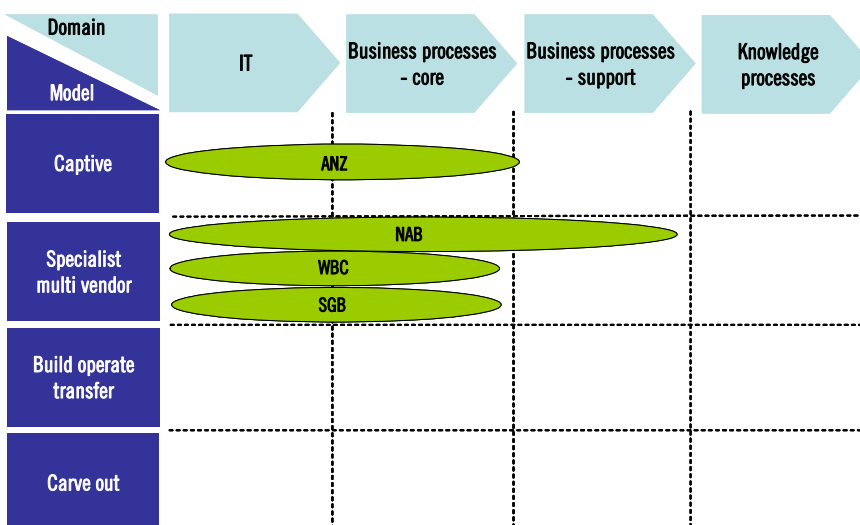 Domain
Model
IT
Business processes
- core
Business processes
- support
Knowledge
processes
Captive
ANZ
Specialist
multi vendor
NAB
WBC
SGB
Build operate
transfer
Carve out